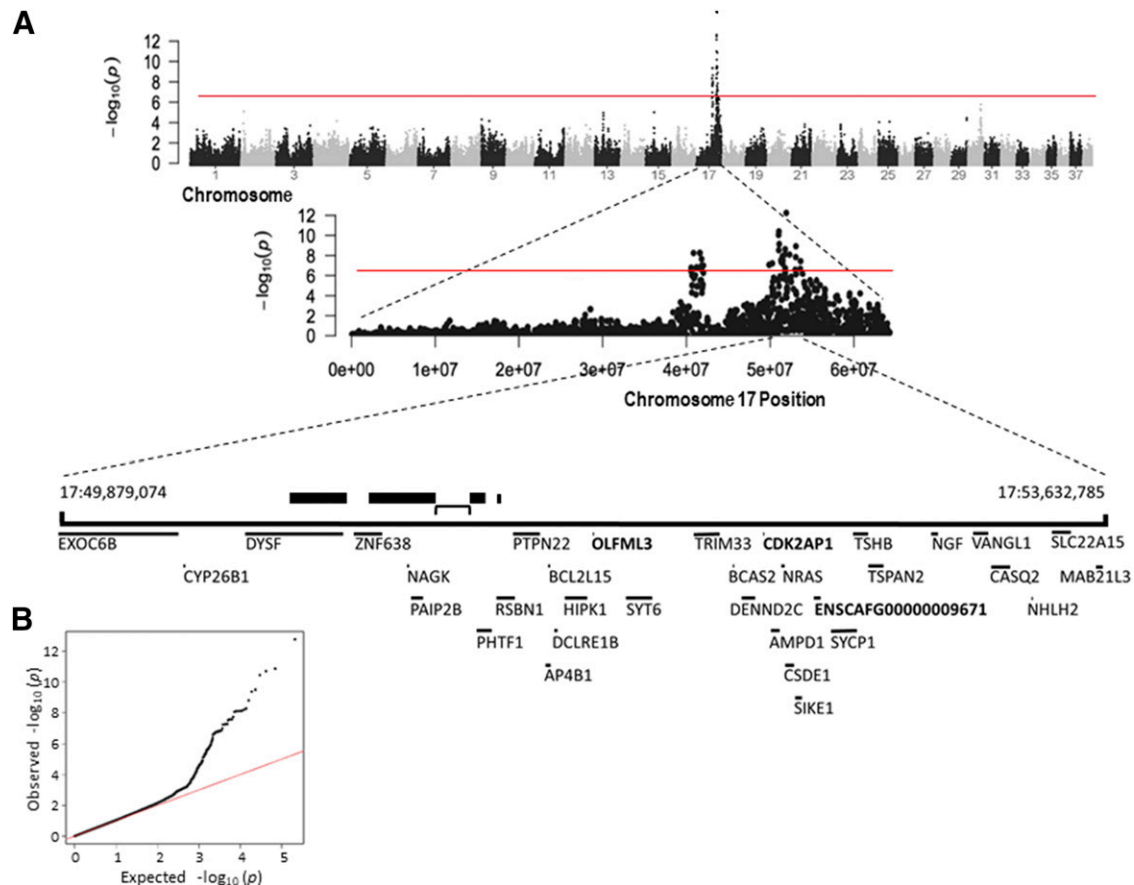 A
12
10
8
6
4
2
0
−log10(p)
1 3 5 7 9 11 13 15 17 19 21 23 25 27 29 31 33 35 37
Chromosome
12
10
8
6
4
2
0
−log10(p)
0e+00 1e+07 2e+07 3e+07 4e+07 5e+07 6e+07
Chromosome 17 Position
17:49,879,074 17:53,632,785
EXOC6B DYSF ZNF638 PTPN22 OLFML3 TRIM33 CDK2AP1 TSHB NGF VANGL1 SLC22A15
CYP26B1 NAGK BCL2L15 BCAS2 NRAS TSPAN2 CASQ2 MAB21L3
PAIP2B RSBN1 HIPK1 SYT6 DENND2C ENSCAFG00000009671 NHLH2
PHTF1 DCLRE1B AMPD1 SYCP1
AP4B1 CSDE1
SIKE1
B
12
10
8
6
4
2
0
Observed -log10(p)
0 1 2 3 4 5
Expected -log10(p)